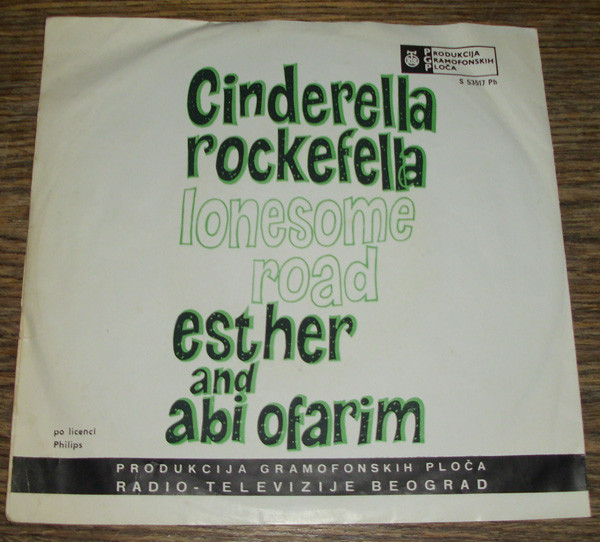 PRODUKCIJA
GRAMOFONSKIH
PLOČA
S 53517 Ph
Cinderella
rockefella
lonesome
road
esther
and
abi ofarim
po licenci
Philips
PRODUKCIJA GRAMOFONSKIH PLOČA
RADIO-TELEVIZIJE BEOGRAD